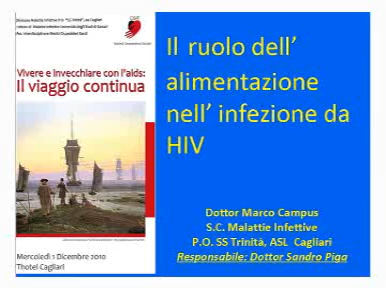 Vivere e invecchiare con l'aids:
Il viaggio continua
Mercoledì 1 Dicembre 2010
Thotel Cagliari
Il ruolo dell'
alimentazione
nell' infezione da
HIV
Dottor Marco Campus
S.C. Malattie Infettive
P.O. SS Trinità, ASL Cagliari
Responsabile: Dottor Sandro Piga